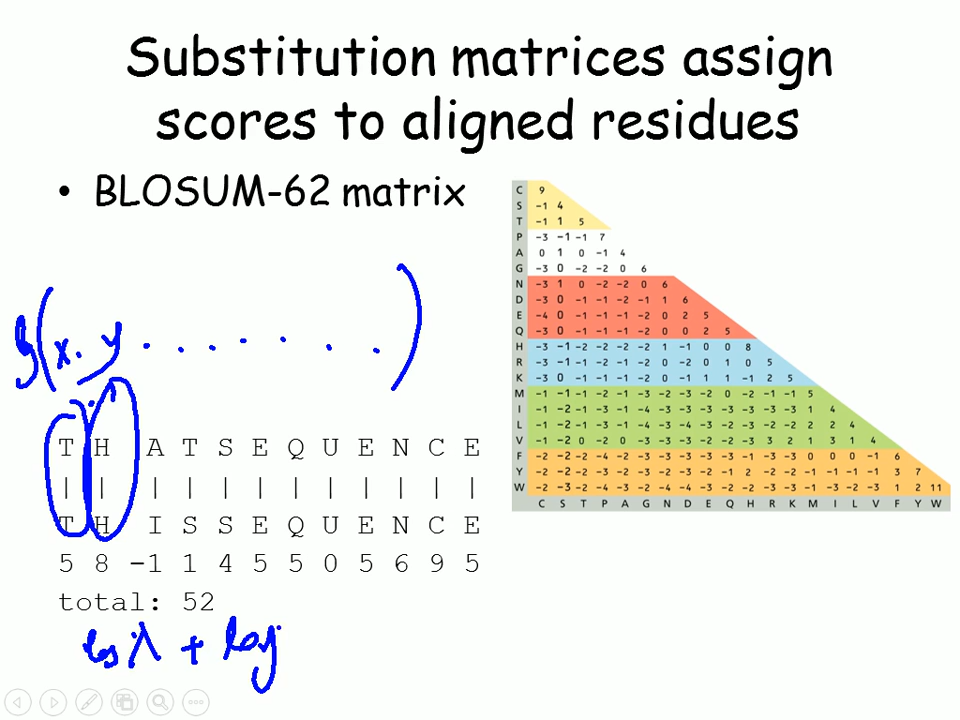 Substitution matrices assign
scores to aligned residues
• BLOSUM-62 matrix
C 9
S -1 4
T -1 1 5
P -3 -1 -1 7
A 0 1 0 -1 4
G -3 0 -2 -2 0 6
N -3 1 0 -2 -2 0 6
D -3 0 -1 -1 -2 -1 1 6
E -4 0 -1 -1 -1 -2 0 2 5
Q -3 0 -1 -1 -1 -2 0 0 2 5
H -3 -1 -2 -2 -2 -2 1 -1 0 0 8
R -3 -1 -1 -2 -1 -2 0 -2 0 1 0 5
K -3 0 -1 -1 -1 -2 0 -1 1 1 -1 2 5
M -1 -1 -1 -2 -1 -3 -2 -3 -2 0 -2 -1 -1 5
I -1 -2 -1 -3 -1 -4 -3 -3 -3 -3 -3 -3 -3 1 4
L -1 -2 -1 -3 -1 -4 -3 -4 -3 -2 -3 -2 -2 2 2 4
V -1 -2 0 -2 0 -3 -3 -3 -2 -2 -3 3 2 1 3 1 4
F -2 -2 -2 -4 -2 -3 -3 -3 -3 -3 -1 -3 -3 0 0 0 -1 6
Y -2 -2 -2 -3 -2 -3 -2 -3 -2 -1 2 -2 -2 -1 -1 -1 -1 3 7
W -2 -3 -2 -4 -3 -2 -4 -4 -3 -2 -2 -3 -3 -1 -3 -2 -3 1 2 11
C S T P A G N D E Q H R K M I L V F Y W
(x. y . . . . . .)
T H A T S E Q U E N C E
| | | | | | | | | | | |
T H I S S E Q U E N C E
5 8 -1 1 4 5 5 0 5 6 9 5
total: 52
log λ + log